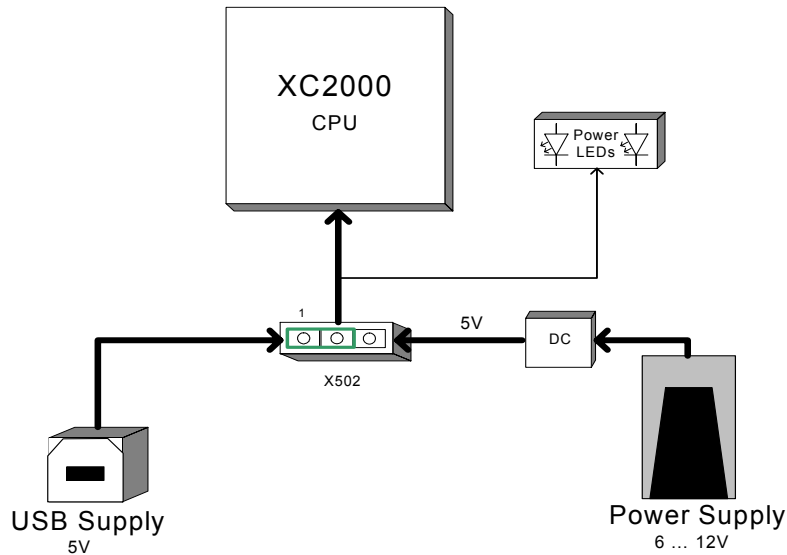 XC2000
CPU
Power
LEDs
1
5V
DC
X502
USB Supply
5V
Power Supply
6 ... 12V